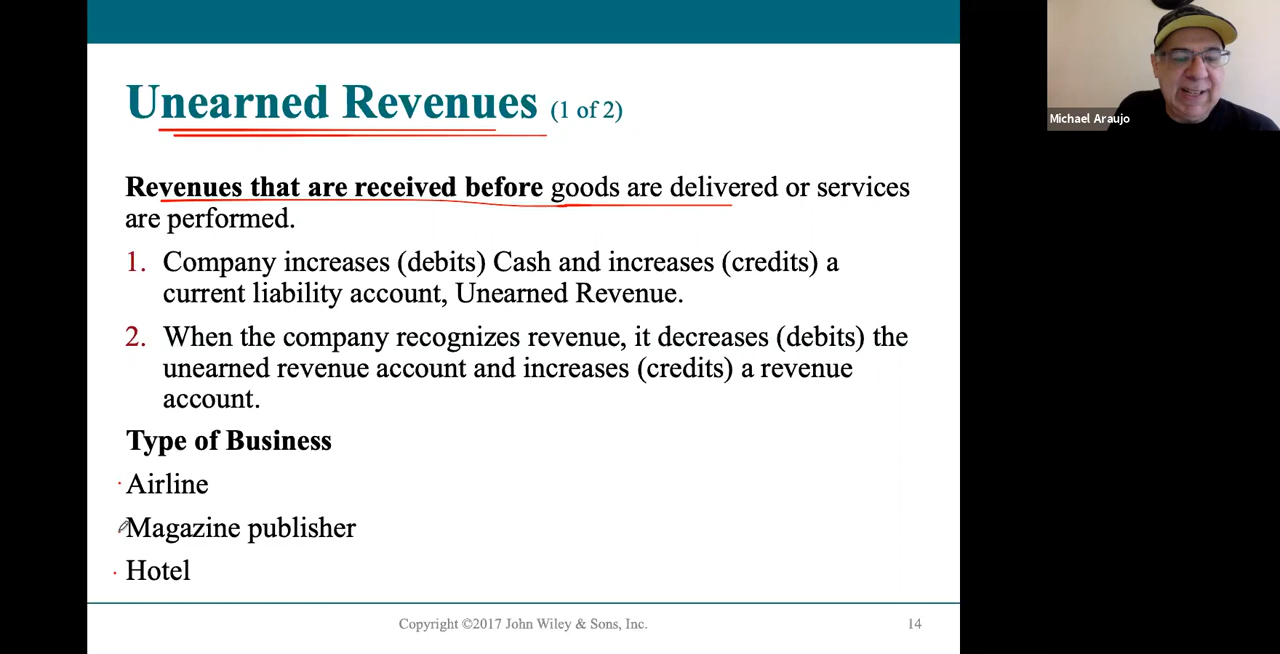 Unearned Revenues (1 of 2)
Michael Araujo
Revenues that are received before goods are delivered or services
are performed.
1. Company increases (debits) Cash and increases (credits) a
current liability account, Unearned Revenue.
2. When the company recognizes revenue, it decreases (debits) the
unearned revenue account and increases (credits) a revenue
account.
Type of Business
Airline
Magazine publisher
Hotel
Copyright ©2017 John Wiley & Sons, Inc.
14